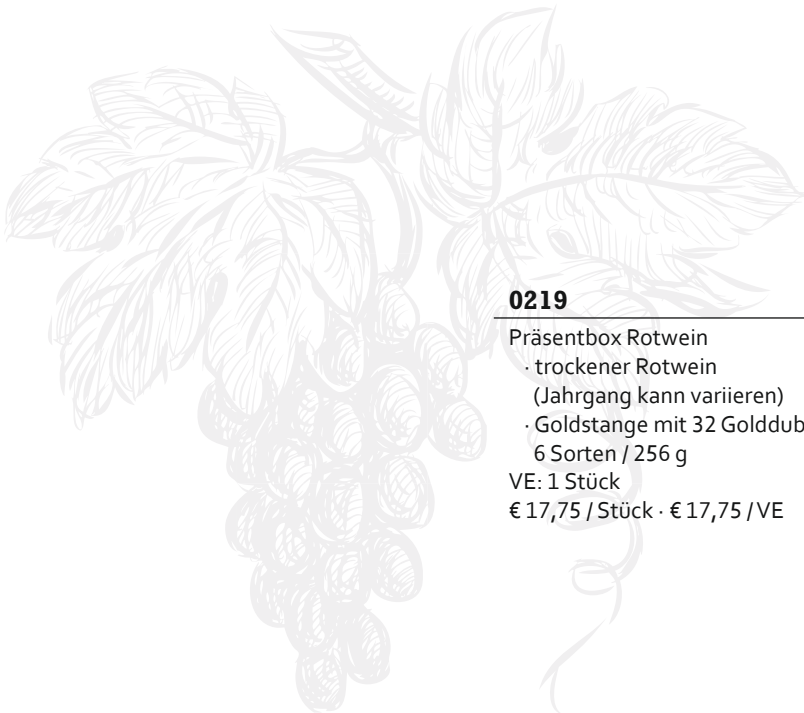 0219
Präsentbox Rotwein
· trockener Rotwein
(Jahrgang kann variieren)
· Goldstange mit 32 Golddub
6 Sorten / 256 g
VE: 1 Stück
€ 17,75 / Stück · € 17,75 / VE